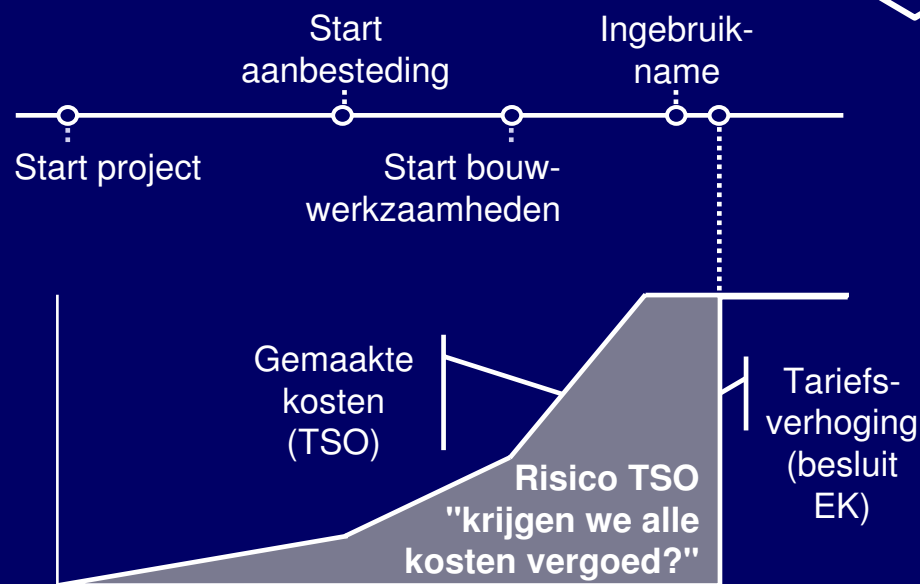 Start
aanbesteding
Ingebruik-
name
Start project
Start bouw-
werkzaamheden
Gemaakte
kosten
(TSO)
Tariefs-
verhoging
(besluit
EK)
Risico TSO
"krijgen we alle
kosten vergoed?"